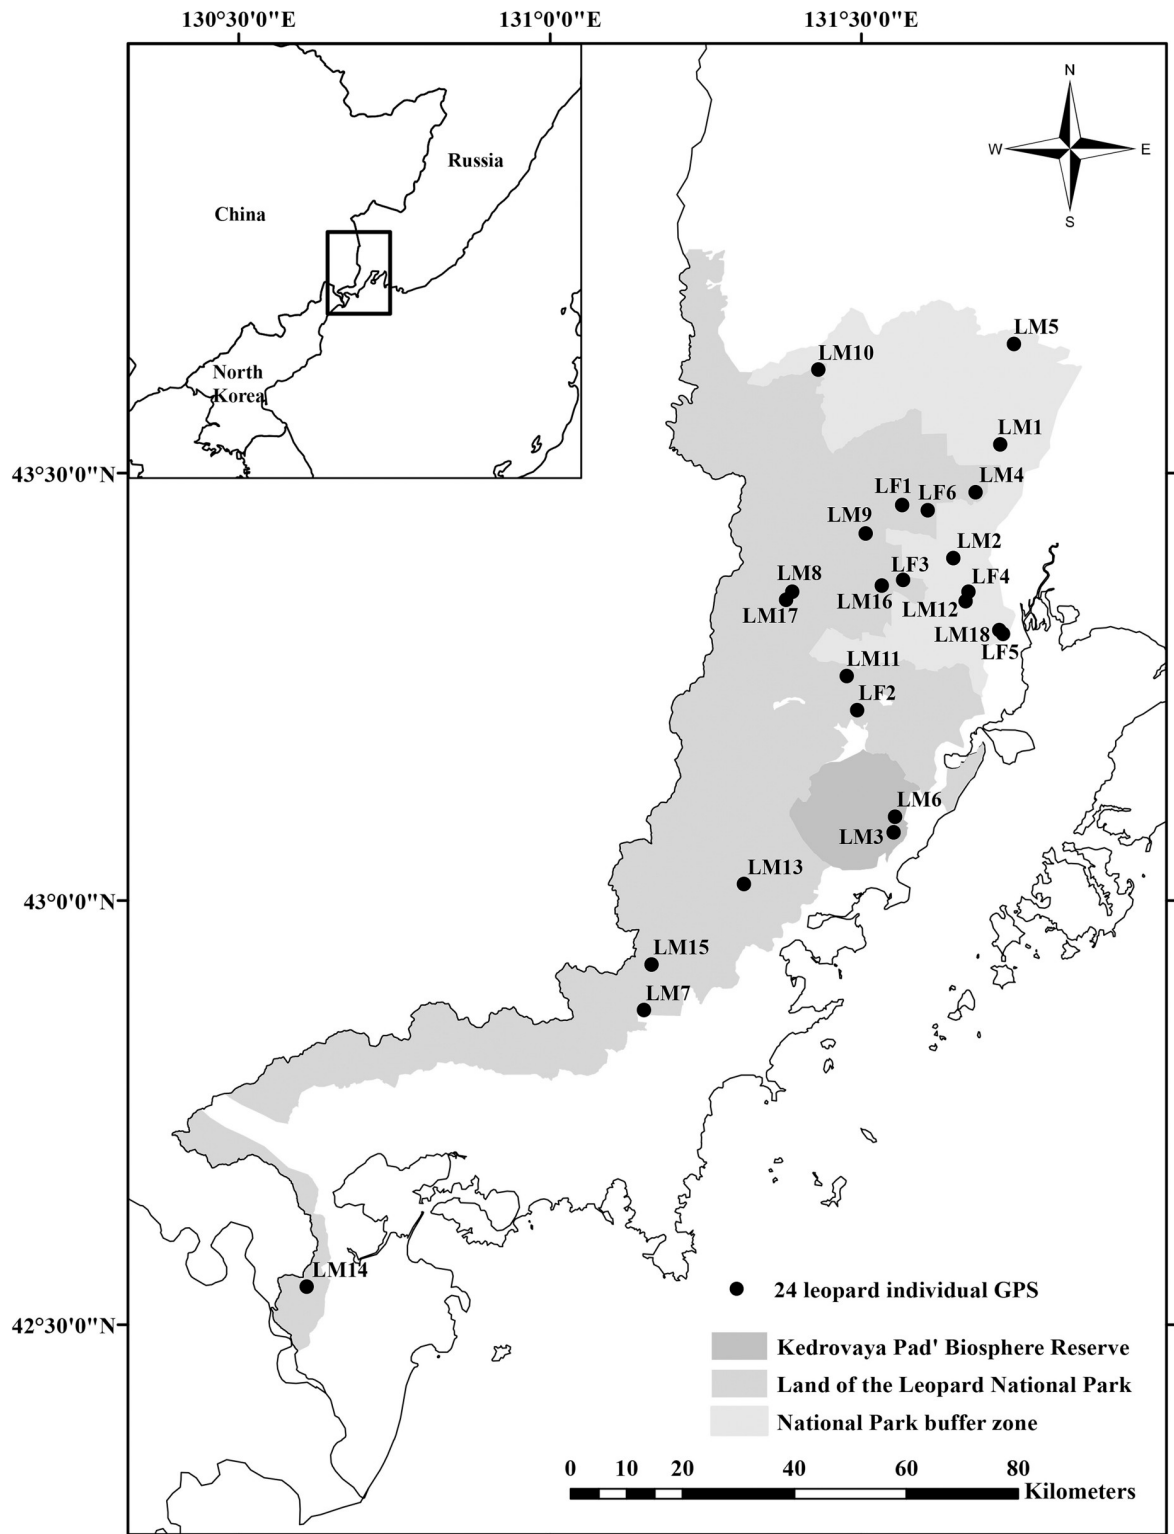 130°30'0"E
131°0'0"E
131°30'0"E
N
W
E
S
Russia
China
North
Korea
LM5
LM10
LM1
43°30'0"N
LM4
LF1
LF6
LM9
LM2
LF3
LF4
LM8
LM16
LM12
LM17
LM18
LF5
LM11
LF2
LM6
LM3
LM13
43°0'0"N
LM15
LM7
LM14
24 leopard individual GPS
42°30'0"N
Kedrovaya Pad' Biosphere Reserve
Land of the Leopard National Park
National Park buffer zone
0 10 20 40 60 80
Kilometers